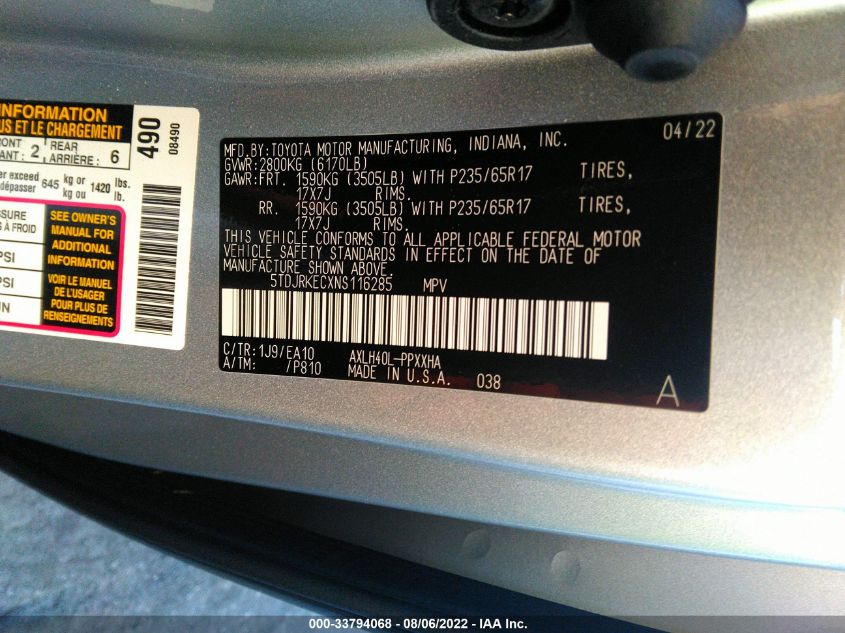 INFORMATION
US ET LE CHARGEMENT
2 REAR
ARRIÈRE: 6
er exceed 645 kg or 1420 lbs.
dépasser kg ou lb.
À FROID
PSI
PSI
SEE OWNER'S
MANUAL FOR
ADDITIONAL
INFORMATION
VOIR LE MANUEL
DE L'USAGER
POUR PLUS DE
RENSEIGNEMENTS
490
08490
MFD.BY:TOYOTA MOTOR MANUFACTURING, INDIANA, INC. 04/22
GVWR:2800KG (6170LB)
GAWR:FRT. 1590KG (3505LB) WITH P235/65R17 TIRES,
17X7J RIMS.
RR. 1590KG (3505LB) WITH P235/65R17 TIRES,
17X7J RIMS.
THIS VEHICLE CONFORMS TO ALL APPLICABLE FEDERAL MOTOR
VEHICLE SAFETY STANDARDS IN EFFECT ON THE DATE OF
MANUFACTURE SHOWN ABOVE.
5TDJRKECXNS116285 MPV
C/TR:1J9/EA10 AXLH40L-PPXXHA
A/TM: /P810 MADE IN U.S.A. 038
A
000-33794068 - 08/06/2022 - IAA Inc.